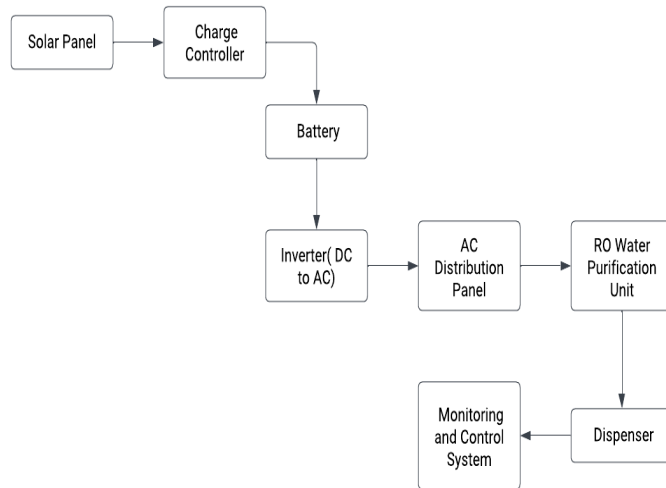 Solar Panel
Charge
Controller
Battery
Inverter( DC
to AC)
AC
Distribution
Panel
RO Water
Purification
Unit
Dispenser
Monitoring
and Control
System